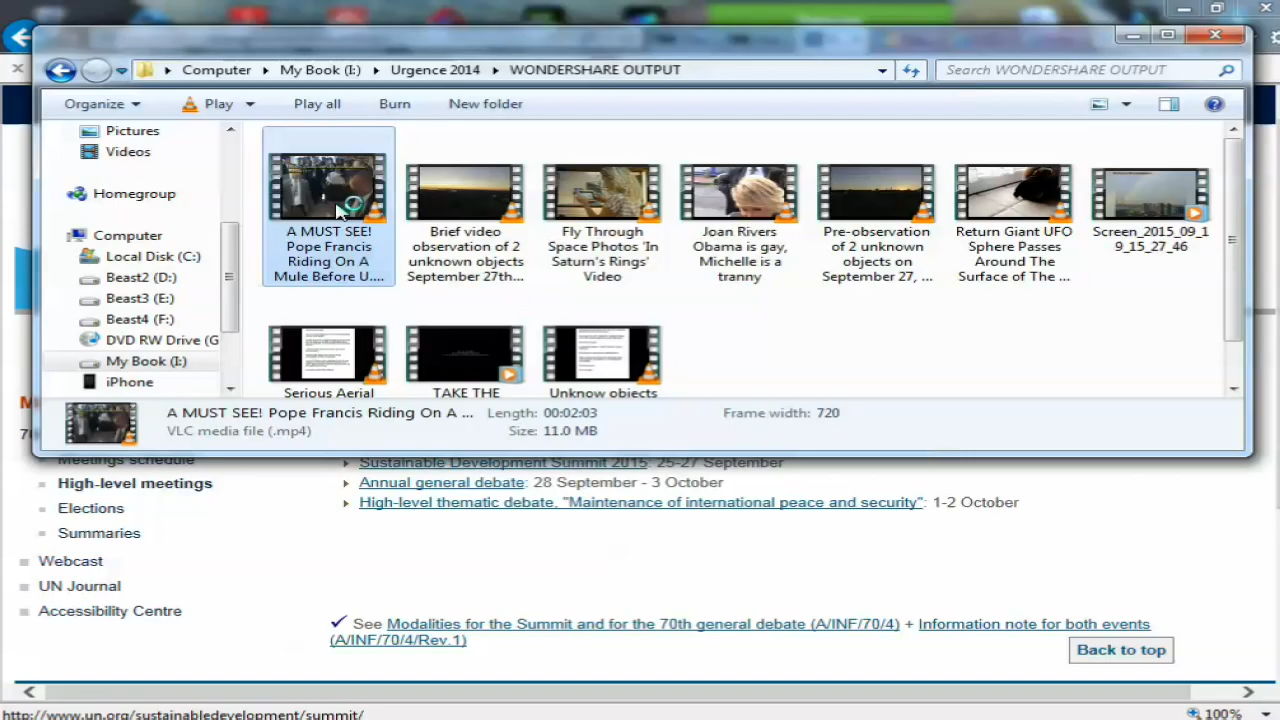 Computer My Book (I:) Urgence 2014 WONDERSHARE OUTPUT Search WONDERSHARE OUTPUT
Organize Play Play all Burn New folder
Pictures
Videos
Homegroup
Computer
Local Disk (C:)
Beast2 (D:)
Beast3 (E:)
Beast4 (F:)
DVD RW Drive (G
My Book (I:)
iPhone
A MUST SEE!
Pope Francis
Riding On A
Mule Before U....
Brief video
observation of 2
unknown objects
September 27th...
Fly Through
Space Photos 'In
Saturn's Rings'
Video
Joan Rivers
Obama is gay,
Michelle is a
tranny
Pre-observation
of 2 unknown
objects on
September 27, ...
Return Giant UFO
Sphere Passes
Around The
Surface of The ...
Screen_2015_09_1
9_15_27_46
Serious Aerial
TAKE THE
Unknow objects
A MUST SEE! Pope Francis Riding On A ... Length: 00:02:03 Frame width: 720
VLC media file (.mp4) Size: 11.0 MB
Meetings schedule
High-level meetings
Elections
Summaries
Webcast
UN Journal
Accessibility Centre
Sustainable Development Summit 2015: 25-27 September
Annual general debate: 28 September - 3 October
High-level thematic debate, "Maintenance of international peace and security": 1-2 October
See Modalities for the Summit and for the 70th general debate (A/INF/70/4) + Information note for both events
(A/INF/70/4/Rev.1)
Back to top
http://www.un.org/sustainabledevelopment/summit/ 100%